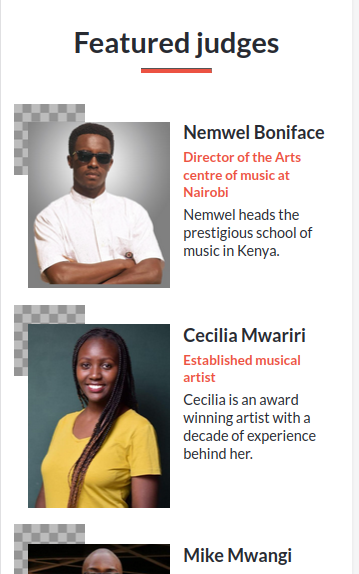 Featured judges
Nemwel Boniface
Director of the Arts
centre of music at
Nairobi
Nemwel heads the
prestigious school of
music in Kenya.
Cecilia Mwariri
Established musical
artist
Cecilia is an award
winning artist with a
decade of experience
behind her.
Mike Mwangi